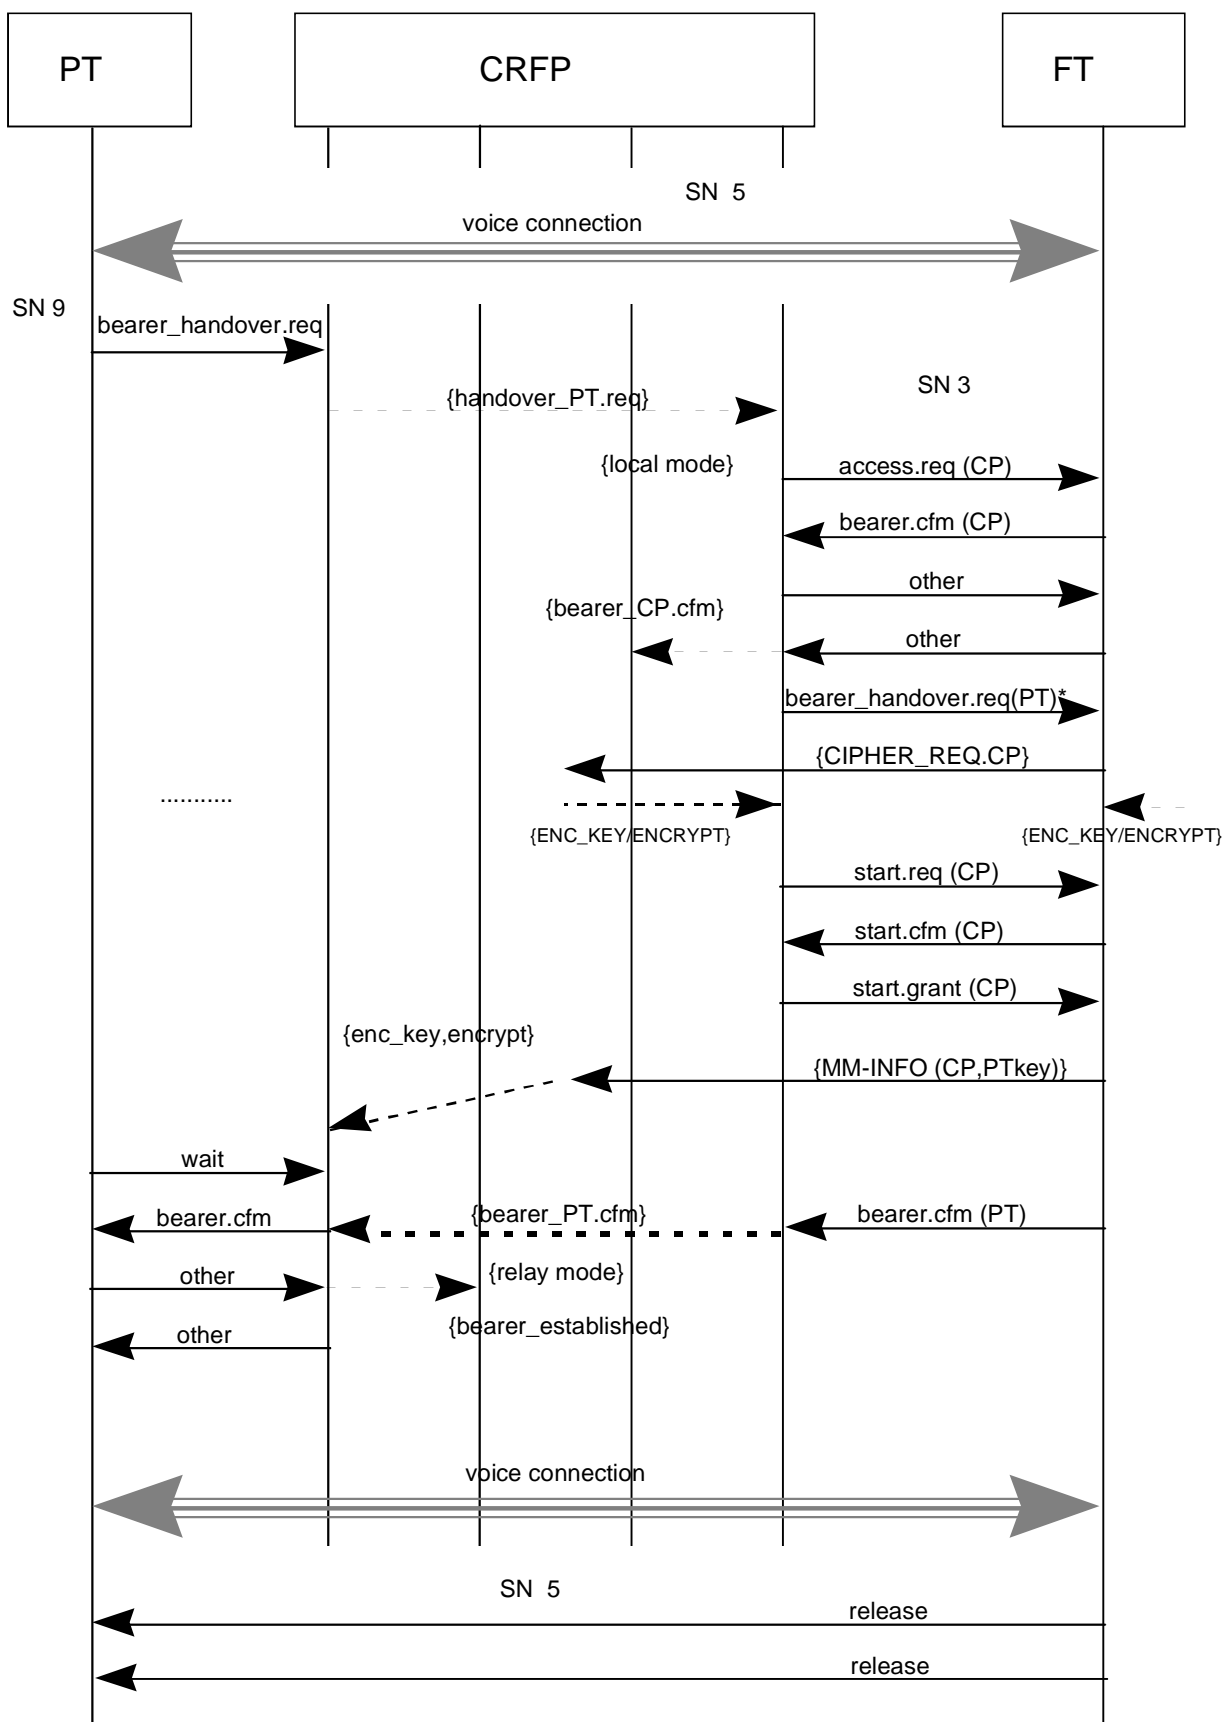 PT
CRFP
FT
SN 5
voice connection
SN 9
bearer_handover.req
SN 3
{handover_PT.req}
{local mode}
access.req (CP)
bearer.cfm (CP)
other
{bearer_CP.cfm}
other
bearer_handover.req(PT)*
{CIPHER_REQ.CP}
...........
{ENC_KEY/ENCRYPT}
{ENC_KEY/ENCRYPT}
start.req (CP)
start.cfm (CP)
start.grant (CP)
{enc_key,encrypt}
{MM-INFO (CP,PTkey)}
wait
bearer.cfm
{bearer_PT.cfm}
bearer.cfm (PT)
other
{relay mode}
{bearer_established}
other
voice connection
SN 5
release
release